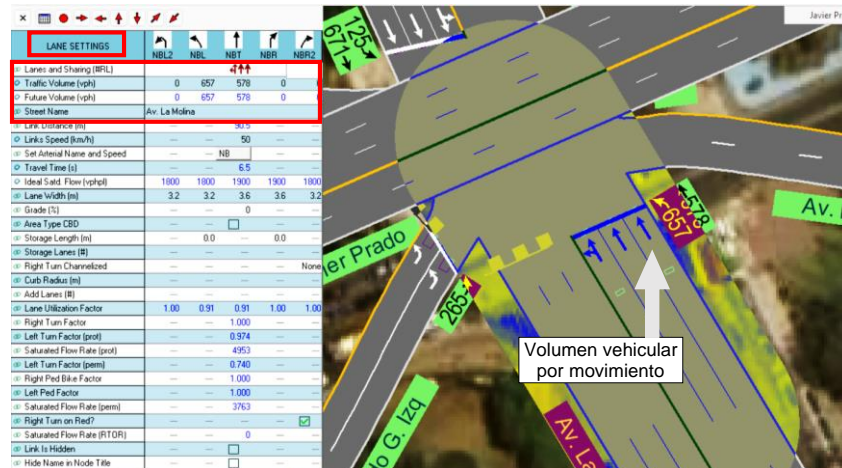 Javier Pr
LANE SETTINGS NBL2 NBL NBT NBR NBR2
Lanes and Sharing (#RL)
Traffic Volume (vph) 0 657 578 0 0
Future Volume (vph) 0 657 578 0 0
Street Name Av. La Molina
Link Distance (m) — — 90.5 — —
Links Speed (km/h) — — 50 — —
Set Arterial Name and Speed — — NB — —
Travel Time (s) — — 6.5 — —
Ideal Satd. Flow (vphpl) 1800 1800 1900 1900 1800
Lane Width (m) 3.2 3.2 3.6 3.6 3.2
Grade (%) — — 0 — —
Area Type CBD — — — —
Storage Length (m) — 0.0 — 0.0 —
Storage Lanes (#) — — — — —
Right Turn Channelized — — — — None
Curb Radius (m) — — — — —
Add Lanes (#) — — — — —
Lane Utilization Factor 1.00 0.91 0.91 1.00 1.00
Right Turn Factor — — 1.000 — —
Left Turn Factor (prot) — — 0.974 — —
Saturated Flow Rate (prot) — — 4953 — —
Left Turn Factor (perm) — — 0.740 — —
Right Ped Bike Factor — — 1.000 — —
Left Ped Factor — — 1.000 — —
Saturated Flow Rate (perm) — — 3763 — —
Right Turn on Red? — — — —
Saturated Flow Rate (RTOR) — — 0 — —
Link Is Hidden — — — —
Hide Name in Node Title — — — —
125
671
ier Prado
265
578
657
Av.
Volumen vehicular
por movimiento
lo G. Izq
Av. La